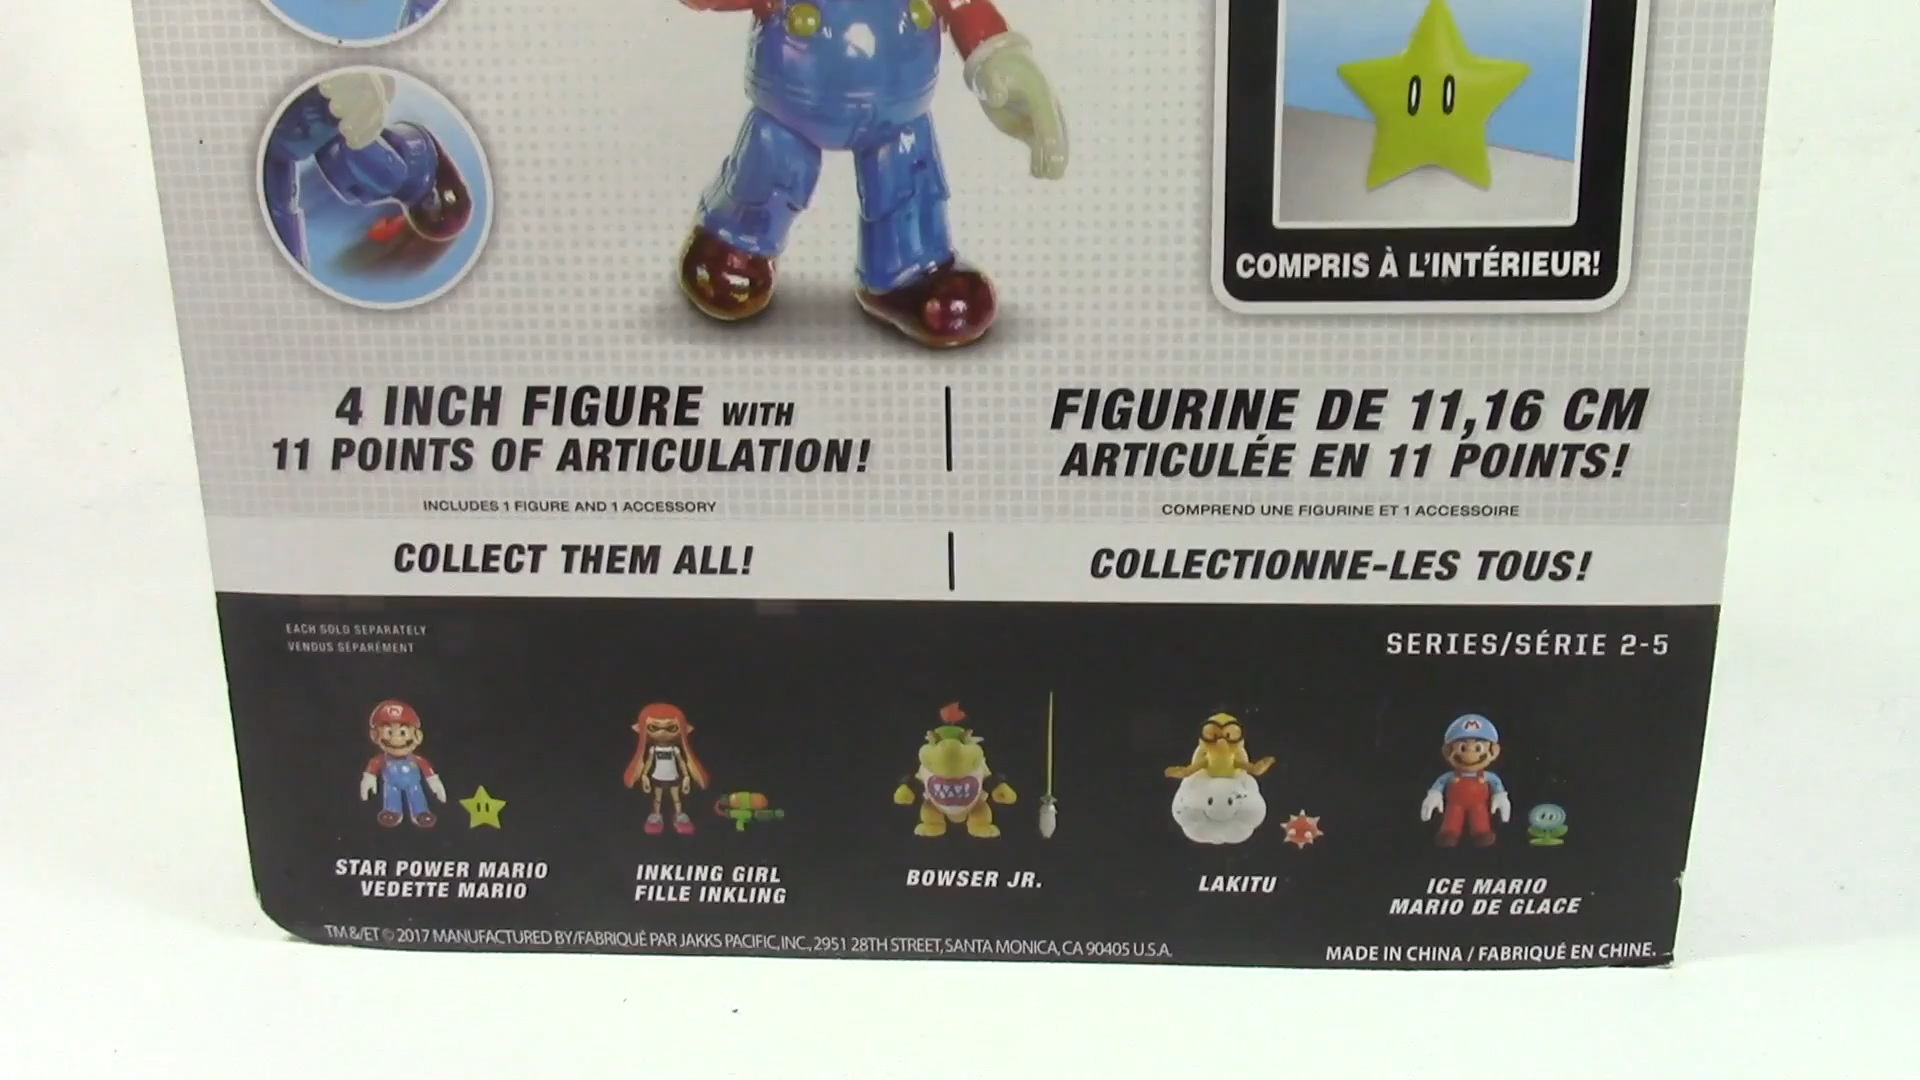 COMPRIS À L'INTÉRIEUR!
4 INCH FIGURE WITH
11 POINTS OF ARTICULATION!
INCLUDES 1 FIGURE AND 1 ACCESSORY
FIGURINE DE 11,16 CM
ARTICULÉE EN 11 POINTS!
COMPREND UNE FIGURINE ET 1 ACCESSOIRE
COLLECT THEM ALL!
COLLECTIONNE-LES TOUS!
EACH SOLD SEPARATELY
VENDUS SÉPARÉMENT
SERIES/SÉRIE 2-5
STAR POWER MARIO
VEDETTE MARIO
INKLING GIRL
FILLE INKLING
BOWSER JR.
LAKITU
ICE MARIO
MARIO DE GLACE
TM &/ET © 2017 MANUFACTURED BY/FABRIQUÉ PAR JAKKS PACIFIC, INC., 2951 28TH STREET, SANTA MONICA, CA 90405 U.S.A.
MADE IN CHINA / FABRIQUÉ EN CHINE.